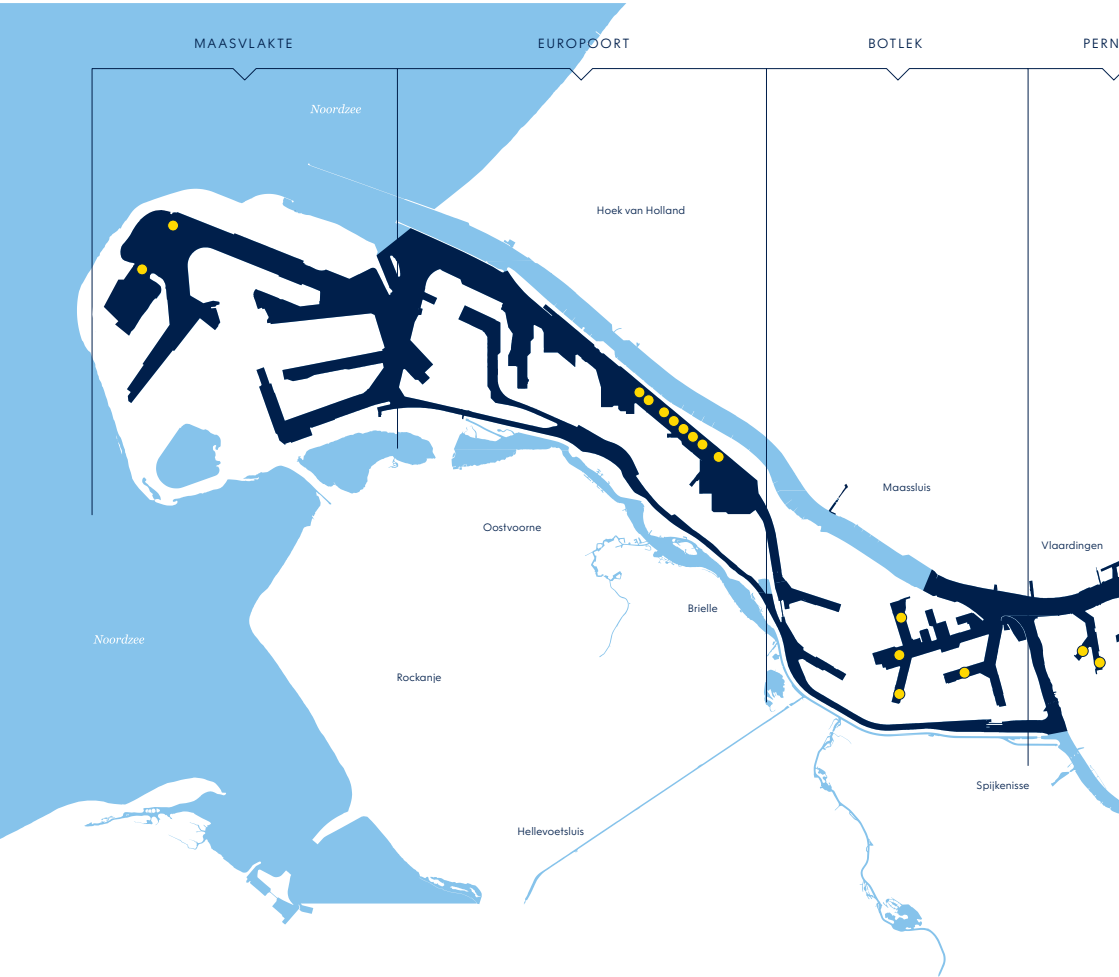 MAASVLAKTE
EUROPOORT
BOTLEK
PERN
Noordzee
Hoek van Holland
Maassluis
Oostvoorne
Vlaardingen
Brielle
Noordzee
Rockanje
Spijkenisse
Hellevoetsluis